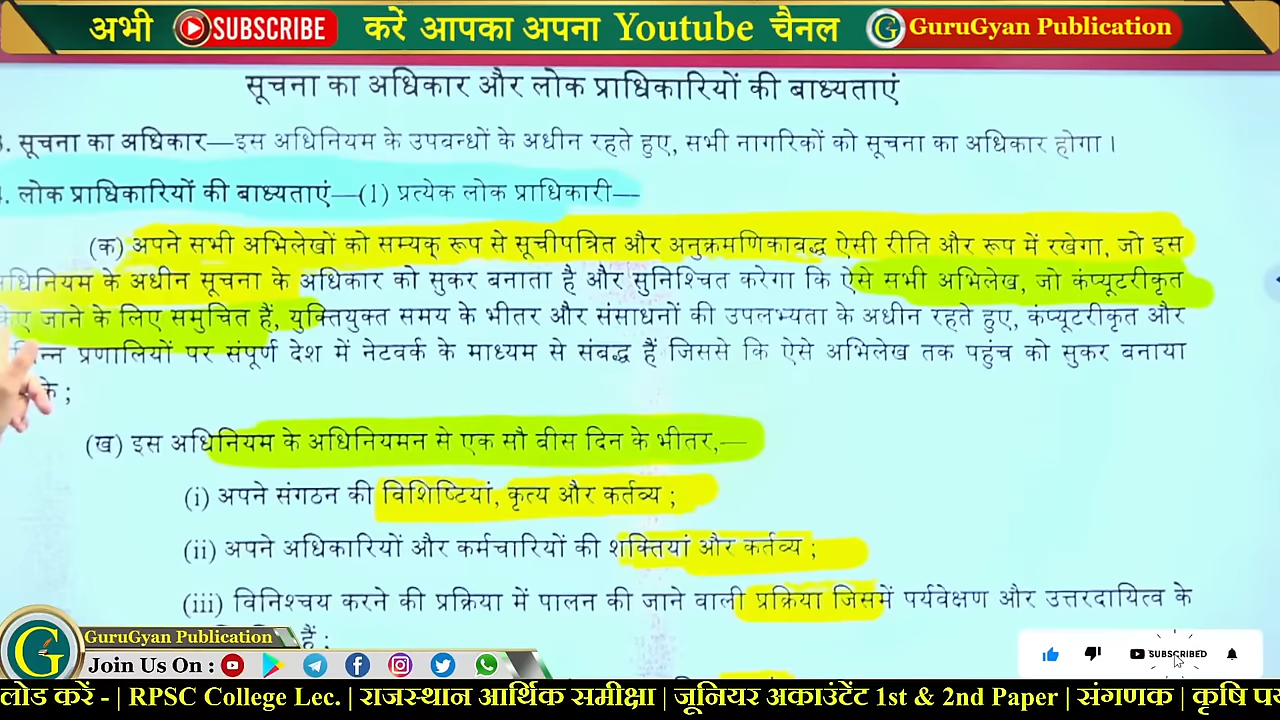 अभी SUBSCRIBE करें आपका अपना Youtube चैनल G GuruGyan Publication
सूचना का अधिकार और लोक प्राधिकारियों की बाध्यताएं
3. सूचना का अधिकार—इस अधिनियम के उपबन्धों के अधीन रहते हुए, सभी नागरिकों को सूचना का अधिकार होगा ।
. लोक प्राधिकारियों की बाध्यताएं—(1) प्रत्येक लोक प्राधिकारी—
(क) अपने सभी अभिलेखों को सम्यक् रूप से सूचीपत्रित और अनुक्रमणिकाबद्ध ऐसी रीति और रूप में रखेगा, जो इस
अधिनियम के अधीन सूचना के अधिकार को सुकर बनाता है और सुनिश्चित करेगा कि ऐसे सभी अभिलेख, जो कंप्यूटरीकृत
किए जाने के लिए समुचित हैं, युक्तियुक्त समय के भीतर और संसाधनों की उपलभ्यता के अधीन रहते हुए, कंप्यूटरीकृत और
प्रणालियों पर संपूर्ण देश में नेटवर्क के माध्यम से संबद्ध हैं जिससे कि ऐसे अभिलेख तक पहुंच को सुकर बनाया
के ;
(ख) इस अधिनियम के अधिनियमन से एक सौ बीस दिन के भीतर,—
(i) अपने संगठन की विशिष्टियां, कृत्य और कर्तव्य ;
(ii) अपने अधिकारियों और कर्मचारियों की शक्तियां और कर्तव्य ;
(iii) विनिश्चय करने की प्रक्रिया में पालन की जाने वाली प्रक्रिया जिसमें पर्यवेक्षण और उत्तरदायित्व के
हैं ;
G GuruGyan Publication
Join Us On :
SUBSCRIBED
लोड करें - | RPSC College Lec. | राजस्थान आर्थिक समीक्षा | जूनियर अकाउंटेंट 1st & 2nd Paper | संगणक | कृषि